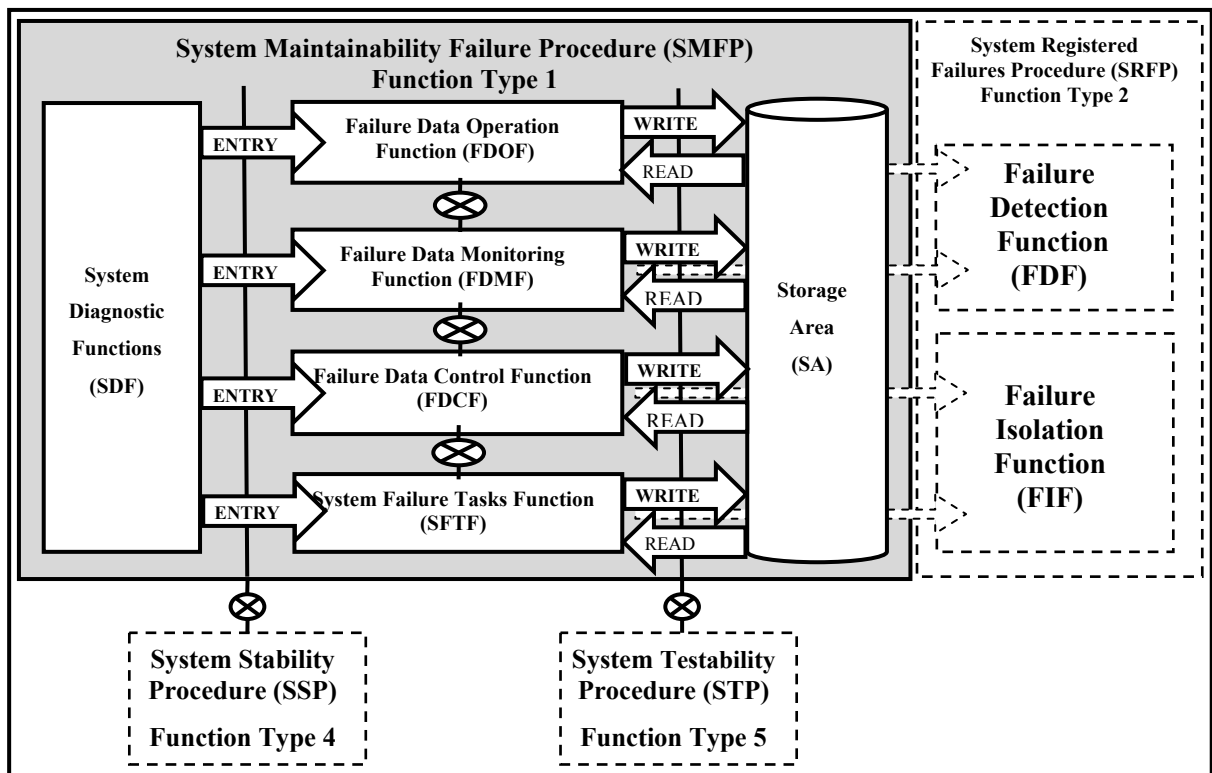 System Maintainability Failure Procedure (SMFP)
Function Type 1
System Registered
Failures Procedure (SRFP)
Function Type 2
System
Diagnostic
Functions
(SDF)
ENTRY
Failure Data Operation
Function (FDOF)
WRITE
READ
ENTRY
Failure Data Monitoring
Function (FDMF)
WRITE
READ
ENTRY
Failure Data Control Function
(FDCF)
WRITE
READ
ENTRY
System Failure Tasks Function
(SFTF)
WRITE
READ
Storage
Area
(SA)
Failure
Detection
Function
(FDF)
Failure
Isolation
Function
(FIF)
System Stability
Procedure (SSP)
Function Type 4
System Testability
Procedure (STP)
Function Type 5